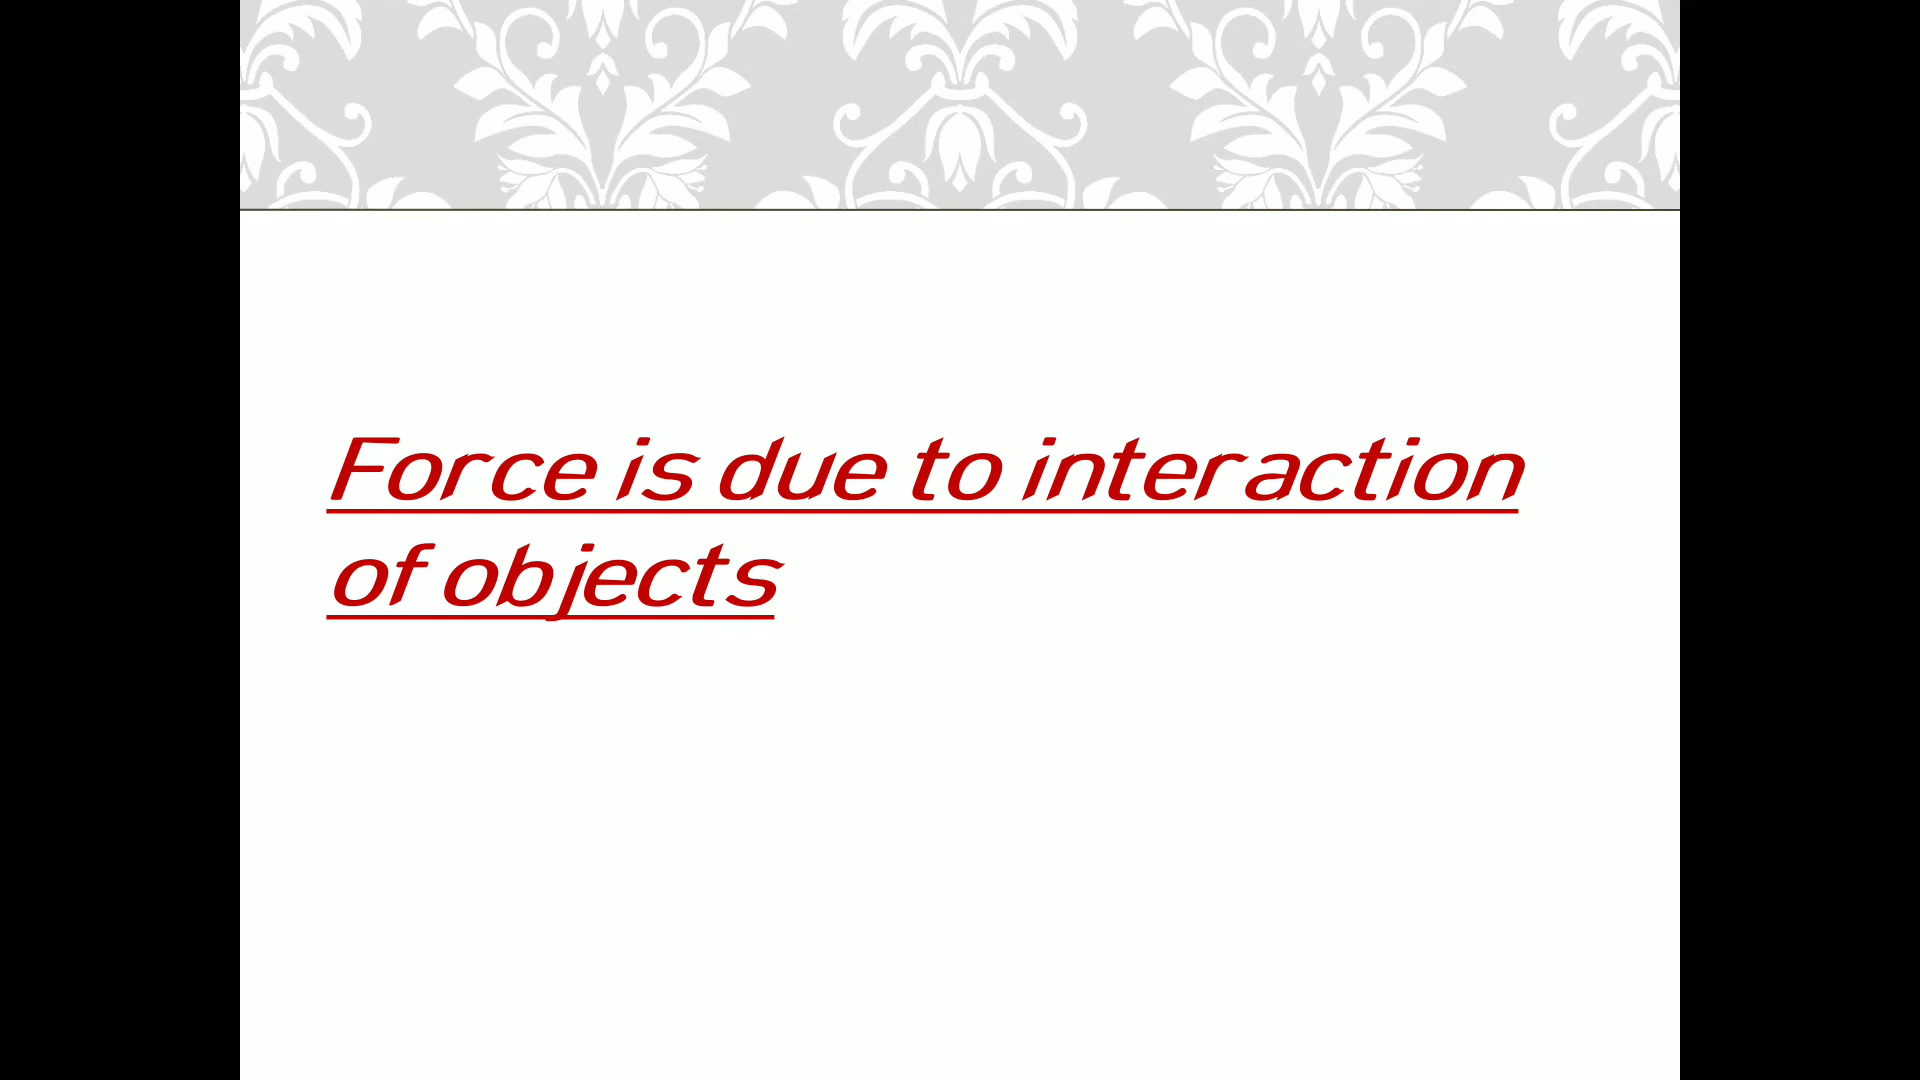 Force is due to interaction
of objects